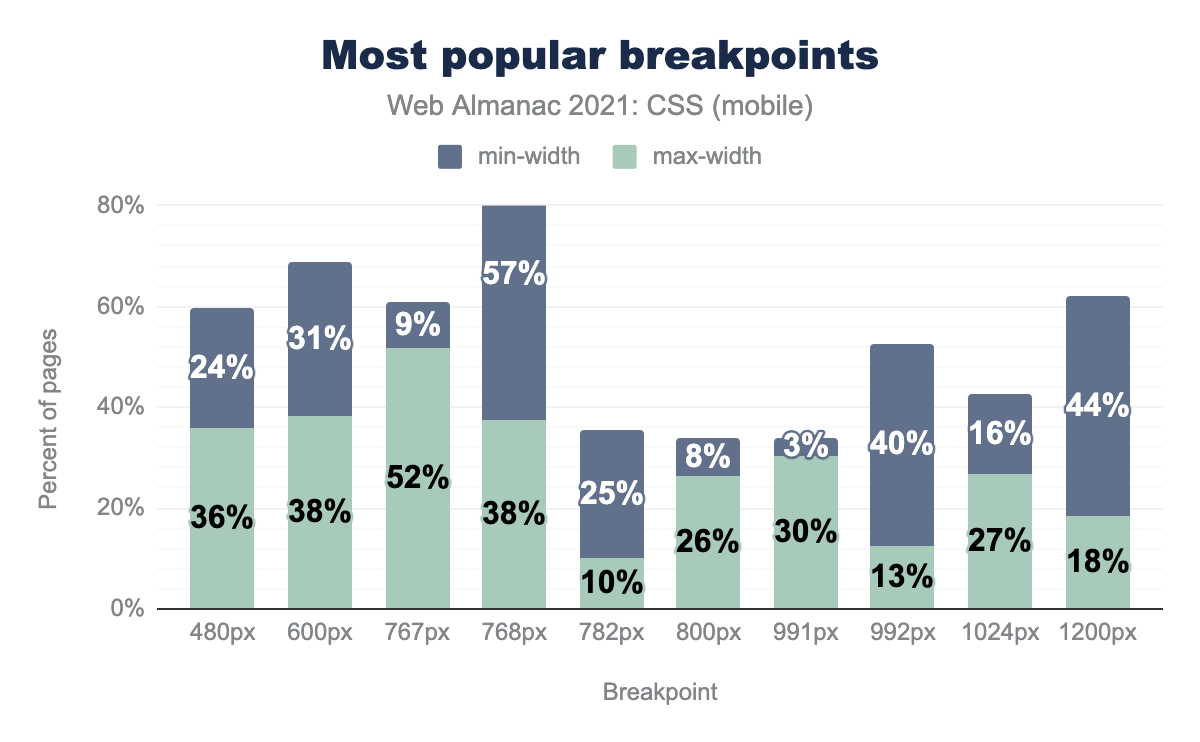 Most popular breakpoints
Web Almanac 2021: CSS (mobile)
min-width max-width
Percent of pages
80%
60%
40%
20%
0%
24% 31% 9% 57% 25% 8% 3% 40% 16% 44%
36% 38% 52% 38% 10% 26% 30% 13% 27% 18%
480px 600px 767px 768px 782px 800px 991px 992px 1024px 1200px
Breakpoint